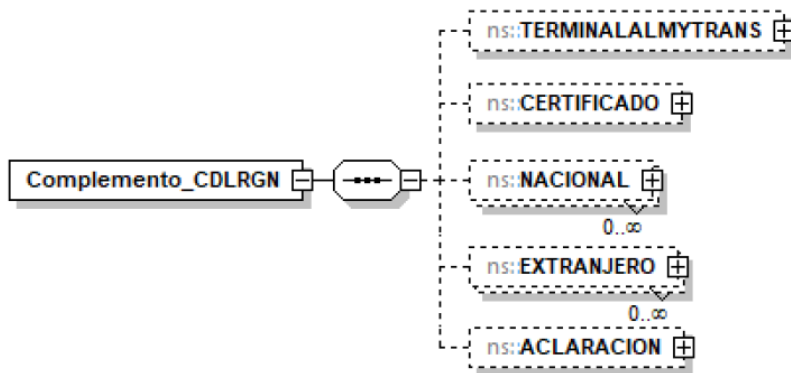 ns::TERMINALALMYTRANS
ns::CERTIFICADO
Complemento_CDLRGN
ns::NACIONAL
0..∞
ns::EXTRANJERO
0..∞
ns::ACLARACION